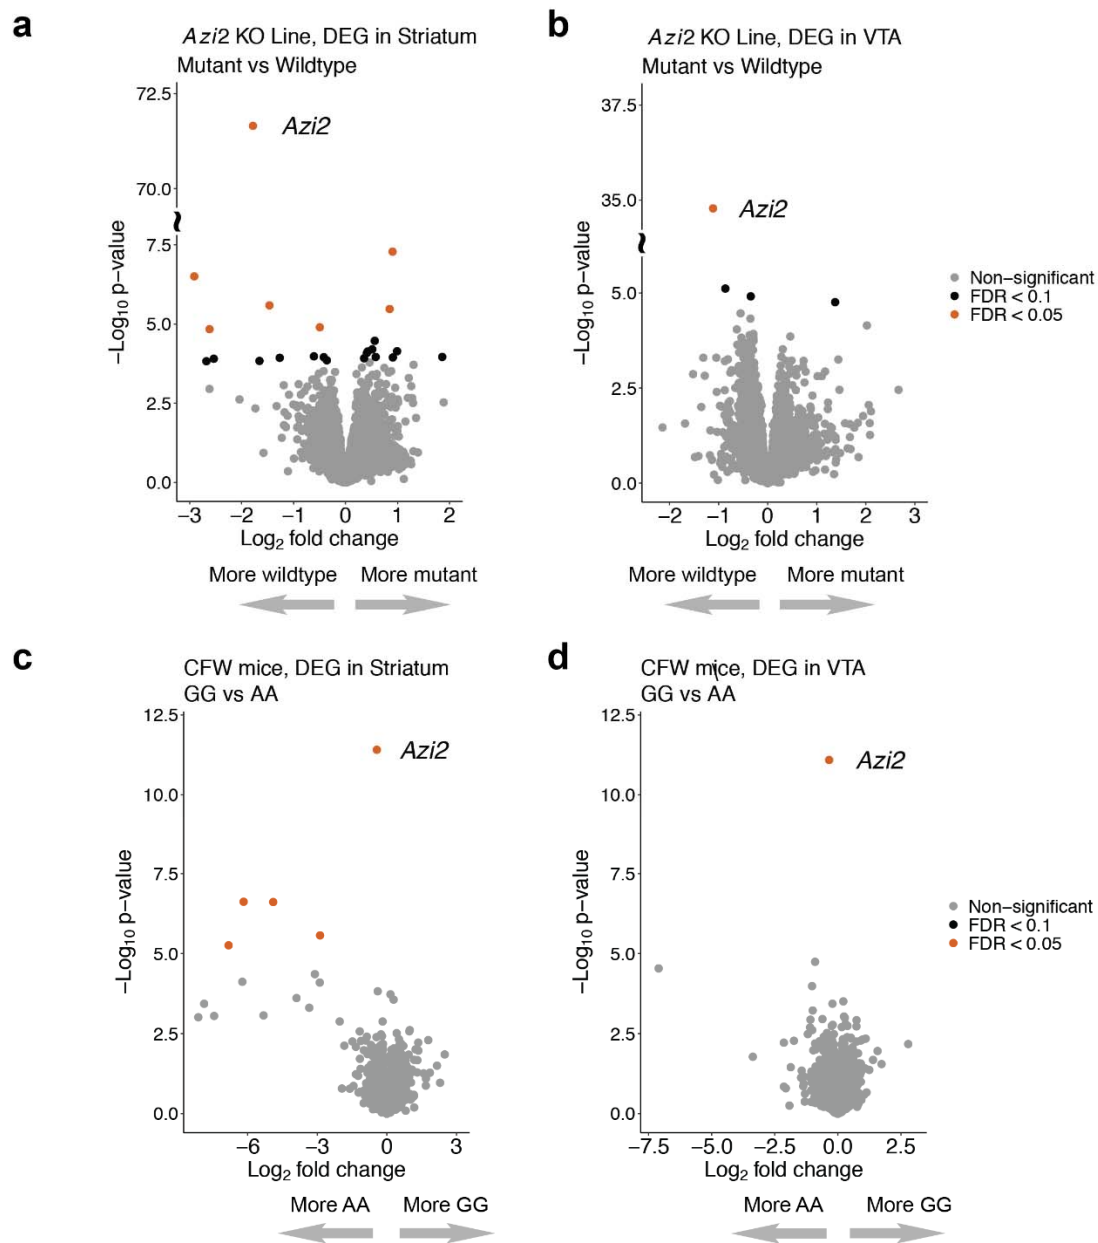 a
Azi2 KO Line, DEG in Striatum
Mutant vs Wildtype
72.5
70.0
7.5
5.0
2.5
0.0
−Log10 p−value
Azi2
−3 −2 −1 0 1 2
Log2 fold change
More wildtype More mutant
b
Azi2 KO Line, DEG in VTA
Mutant vs Wildtype
37.5
35.0
5.0
2.5
0.0
−Log10 p−value
Azi2
−2 −1 0 1 2 3
Log2 fold change
More wildtype More mutant
Non−significant
FDR < 0.1
FDR < 0.05
c
CFW mice, DEG in Striatum
GG vs AA
12.5
10.0
7.5
5.0
2.5
0.0
−Log10 p−value
Azi2
−6 −3 0 3
Log2 fold change
More AA More GG
d
CFW mice, DEG in VTA
GG vs AA
12.5
10.0
7.5
5.0
2.5
0.0
−Log10 p−value
Azi2
−7.5 −5.0 −2.5 0.0 2.5
Log2 fold change
More AA More GG
Non−significant
FDR < 0.1
FDR < 0.05